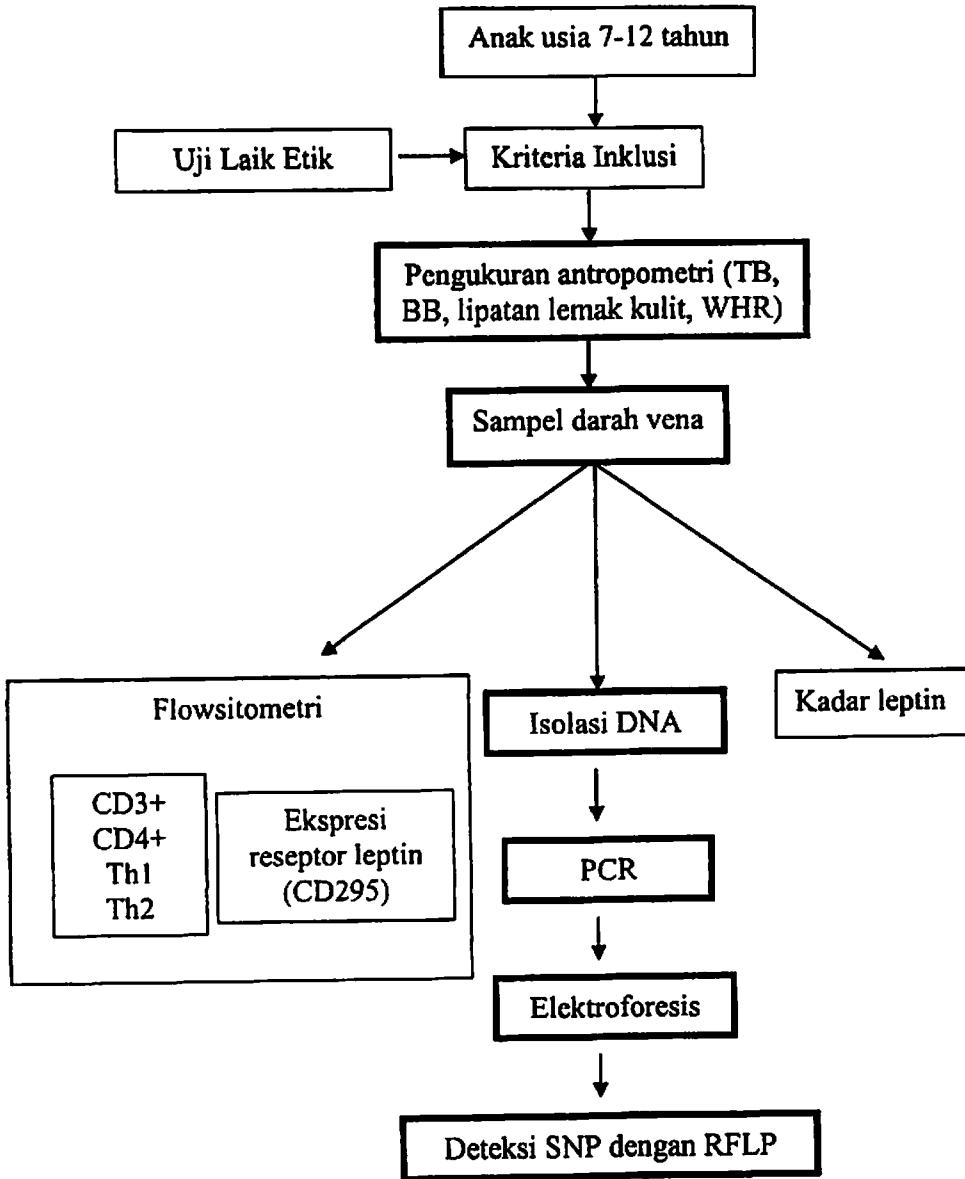 Anak usia 7-12 tahun
Uji Laik Etik
Kriteria Inklusi
Pengukuran antropometri (TB,
BB, lipatan lemak kulit, WHR)
Sampel darah vena
Flowsitometri
CD3+
CD4+
Th1
Th2
Ekspresi
reseptor leptin
(CD295)
Isolasi DNA
Kadar leptin
PCR
Elektroforesis
Deteksi SNP dengan RFLP